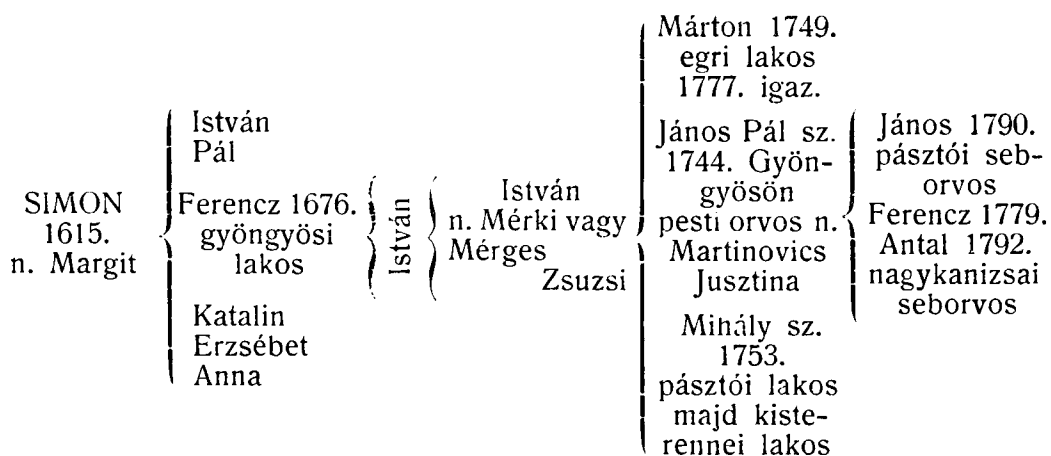 SIMON
1615.
n. Margit
István
Pál
Ferencz 1676.
gyöngyösi
lakos
Katalin
Erzsébet
Anna
István
István
n. Mérki vagy
Mérges
Zsuzsi
Márton 1749.
egri lakos
1777. igaz.
János Pál sz.
1744. Gyön-
gyösön
pesti orvos n.
Martinovics
Jusztina
Mihály sz.
1753.
pásztói lakos
majd kiste-
rennei lakos
János 1790.
pásztói seb-
orvos
Ferencz 1779.
Antal 1792.
nagykanizsai
seborvos